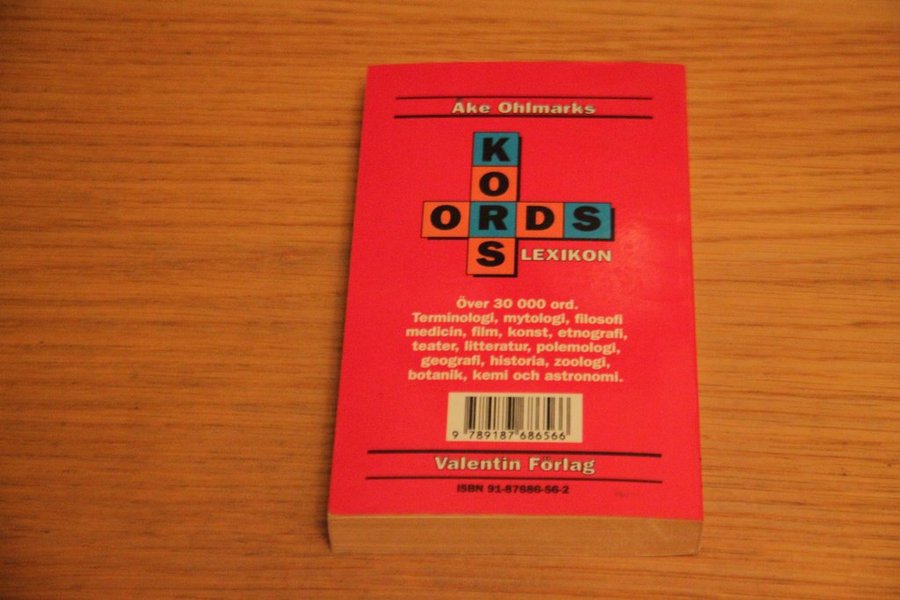 Åke Ohlmarks
KORS
ORDS
LEXIKON
Över 30 000 ord.
Terminologi, mytologi, filosofi
medicin, film, konst, etnografi,
teater, litteratur, polemologi,
geografi, historia, zoologi,
botanik, kemi och astronomi.
9 789187 686566
Valentin Förlag
ISBN 91-87686-56-2